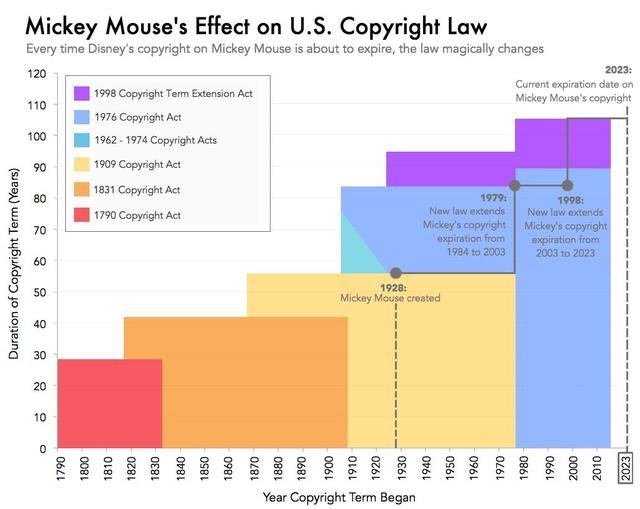 Mickey Mouse's Effect on U.S. Copyright Law
Every time Disney's copyright on Mickey Mouse is about to expire, the law magically changes
2023:
Current expiration date on
Mickey Mouse's copyright
1998 Copyright Term Extension Act
1976 Copyright Act
1962 - 1974 Copyright Acts
1909 Copyright Act
1831 Copyright Act
1790 Copyright Act
Duration of Copyright Term (Years)
120
110
100
90
80
70
60
50
40
30
20
10
0
1979:
New law extends
Mickey's copyright
expiration from
1984 to 2003
1998:
New law extends
Mickey's copyright
expiration from
2003 to 2023
1928:
Mickey Mouse created
1790
1800
1810
1820
1830
1840
1850
1860
1870
1880
1890
1900
1910
1920
1930
1940
1950
1960
1970
1980
1990
2000
2010
2023
Year Copyright Term Began